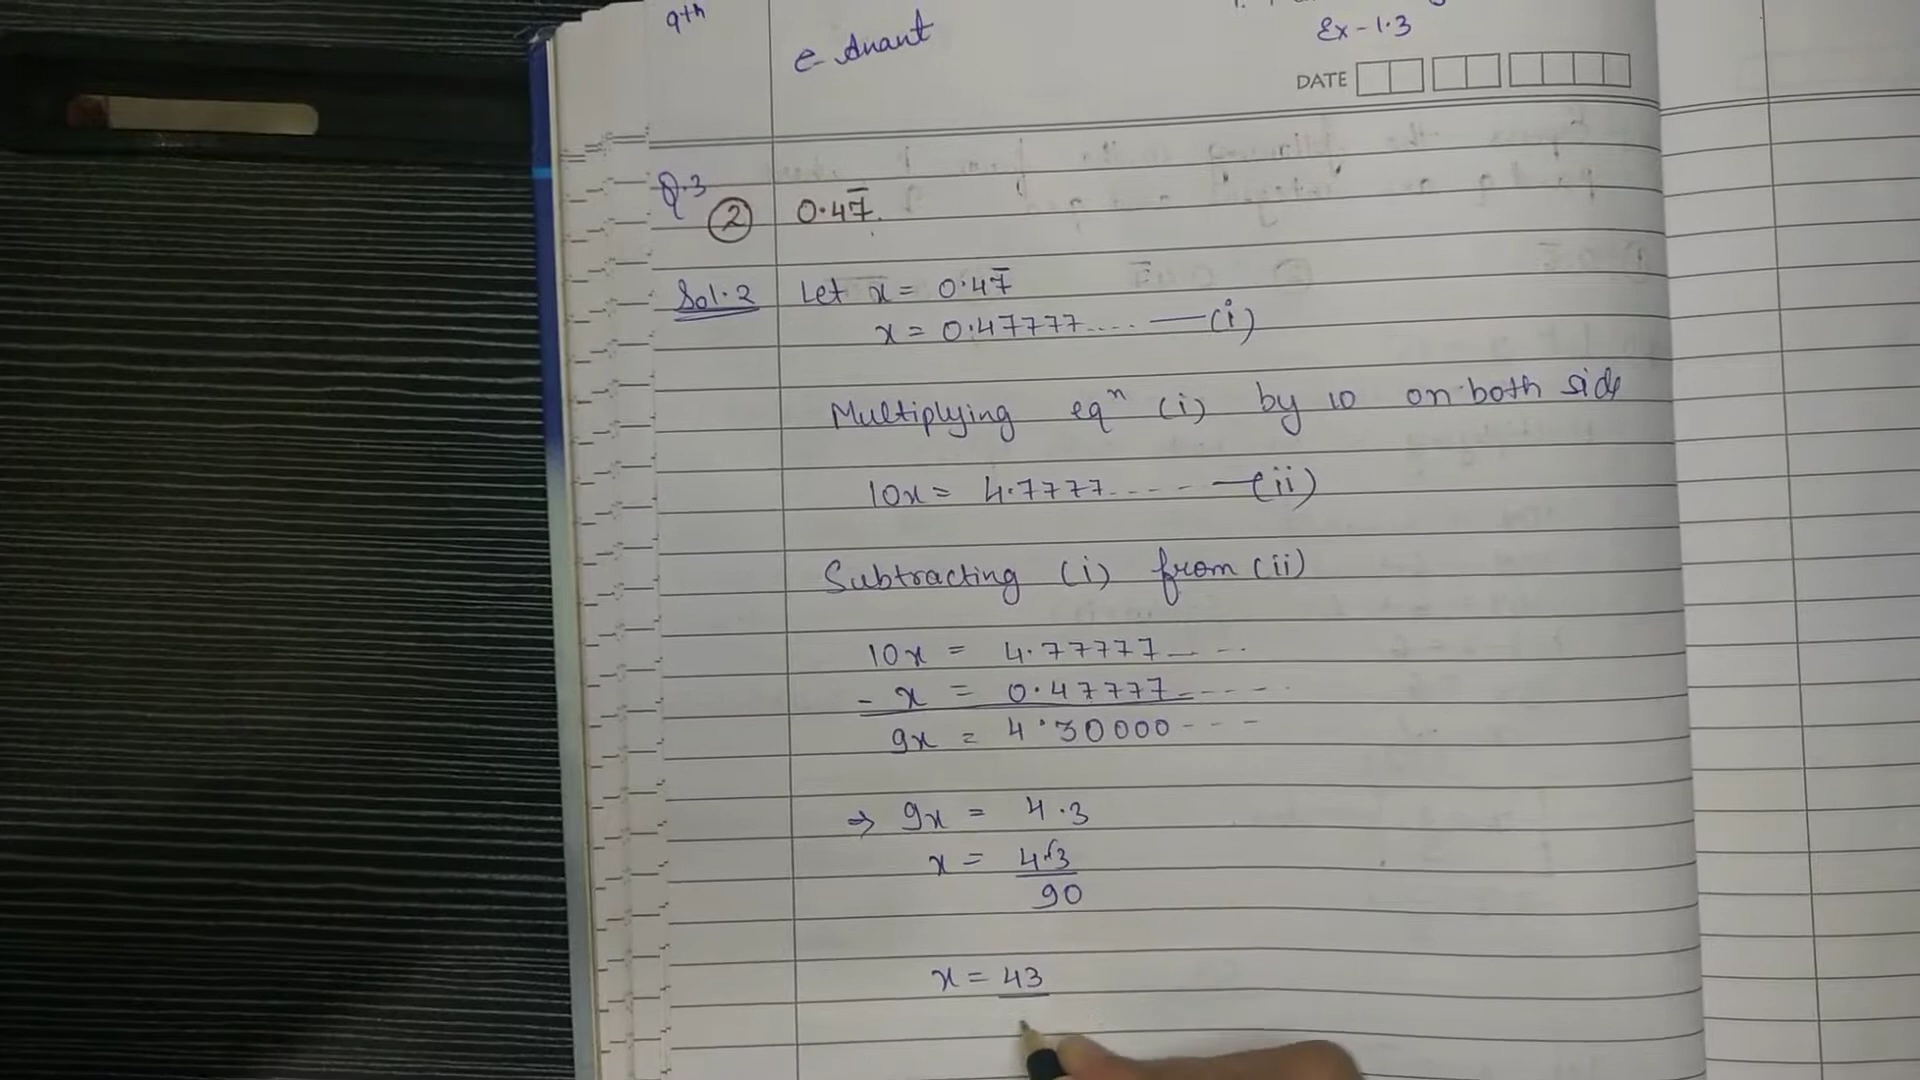 9th
e-Anant
Ex-1.3
DATE
Q.3
② 0.47̅.
Sol.2 Let x = 0.47̅
x = 0.47777.... —(i)
Multiplying eqⁿ (i) by 10 on both side
10x = 4.7777..... —(ii)
Subtracting (i) from (ii)
10x = 4.77777....
- x = 0.47777.....
9x = 4.30000---
⇒ 9x = 4.3
x = 4.3
90
x = 43